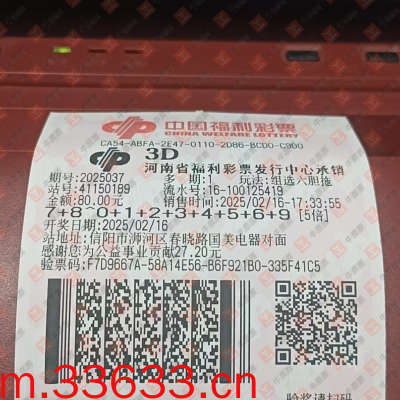 中国福利彩票
CHINA WELFARE LOTTERY
CA54-ABFA-2E47-0110-2D86-BCD0-C900
3D
河南省福利彩票发行中心承销
期号:2025037 多 期:1 玩法:组选六胆拖
站号:41150189 流水号:16-100125419
金额:80.00元 销售时间:2025/02/16-17:33:55
7+8~0+1+2+3+4+5+6+9 [5倍]
开奖日期:2025/02/16
站地址:信阳市浉河区春晓路国美电器对面
感谢您为公益事业贡献27.20元
验票码:F7D9667A-58A14E56-B6F921B0-335F41C5
m.33633.cn
验奖请扫码